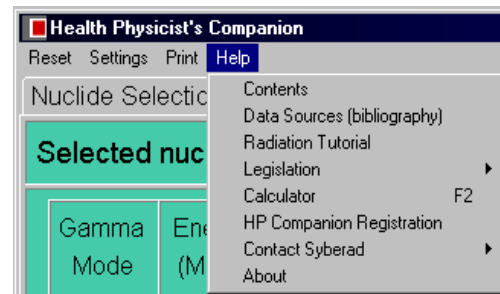 Health Physicist's Companion
Reset Settings Print Help
Nuclide Selectic
Contents
Data Sources (bibliography)
Radiation Tutorial
Legislation
Calculator F2
HP Companion Registration
Contact Syberad
About
Selected nuc
Gamma Ene
Mode (M